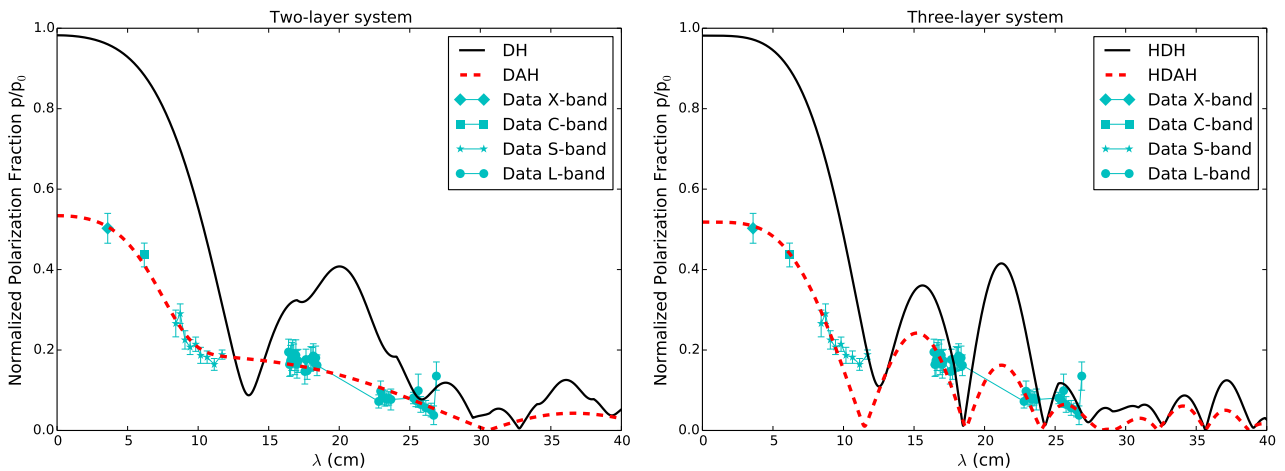 Two-layer system
Normalized Polarization Fraction p/p₀
1.0
0.8
0.6
0.4
0.2
0.0
DH
DAH
Data X-band
Data C-band
Data S-band
Data L-band
0 5 10 15 20 25 30 35 40
λ (cm)
Three-layer system
Normalized Polarization Fraction p/p₀
1.0
0.8
0.6
0.4
0.2
0.0
HDH
HDAH
Data X-band
Data C-band
Data S-band
Data L-band
0 5 10 15 20 25 30 35 40
λ (cm)